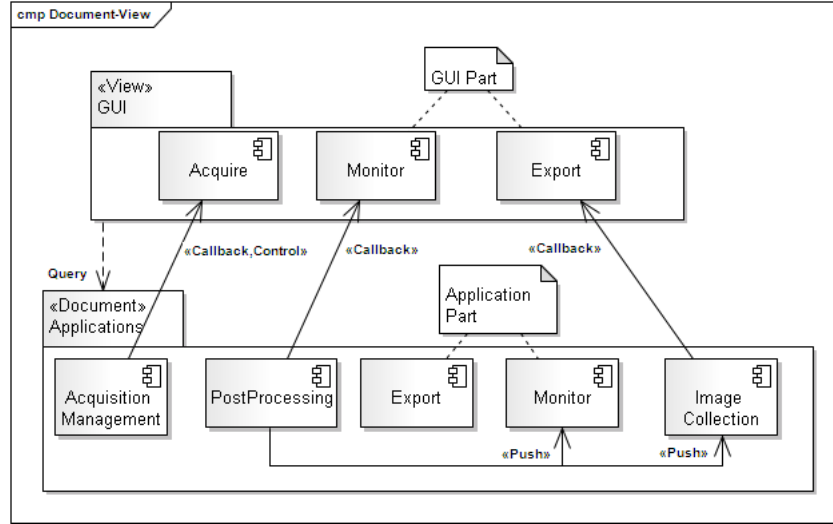 cmp Document-View
«View»
GUI
GUI Part
Acquire
Monitor
Export
«Callback,Control»
«Callback»
«Callback»
Query
«Document»
Applications
Application
Part
Acquisition
Management
PostProcessing
Export
Monitor
Image
Collection
«Push»
«Push»